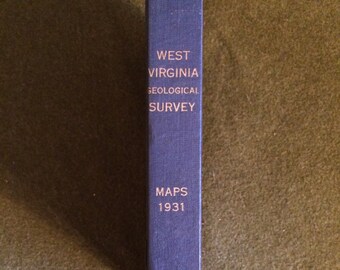 WEST
VIRGINIA
GEOLOGICAL
SURVEY
MAPS
1931